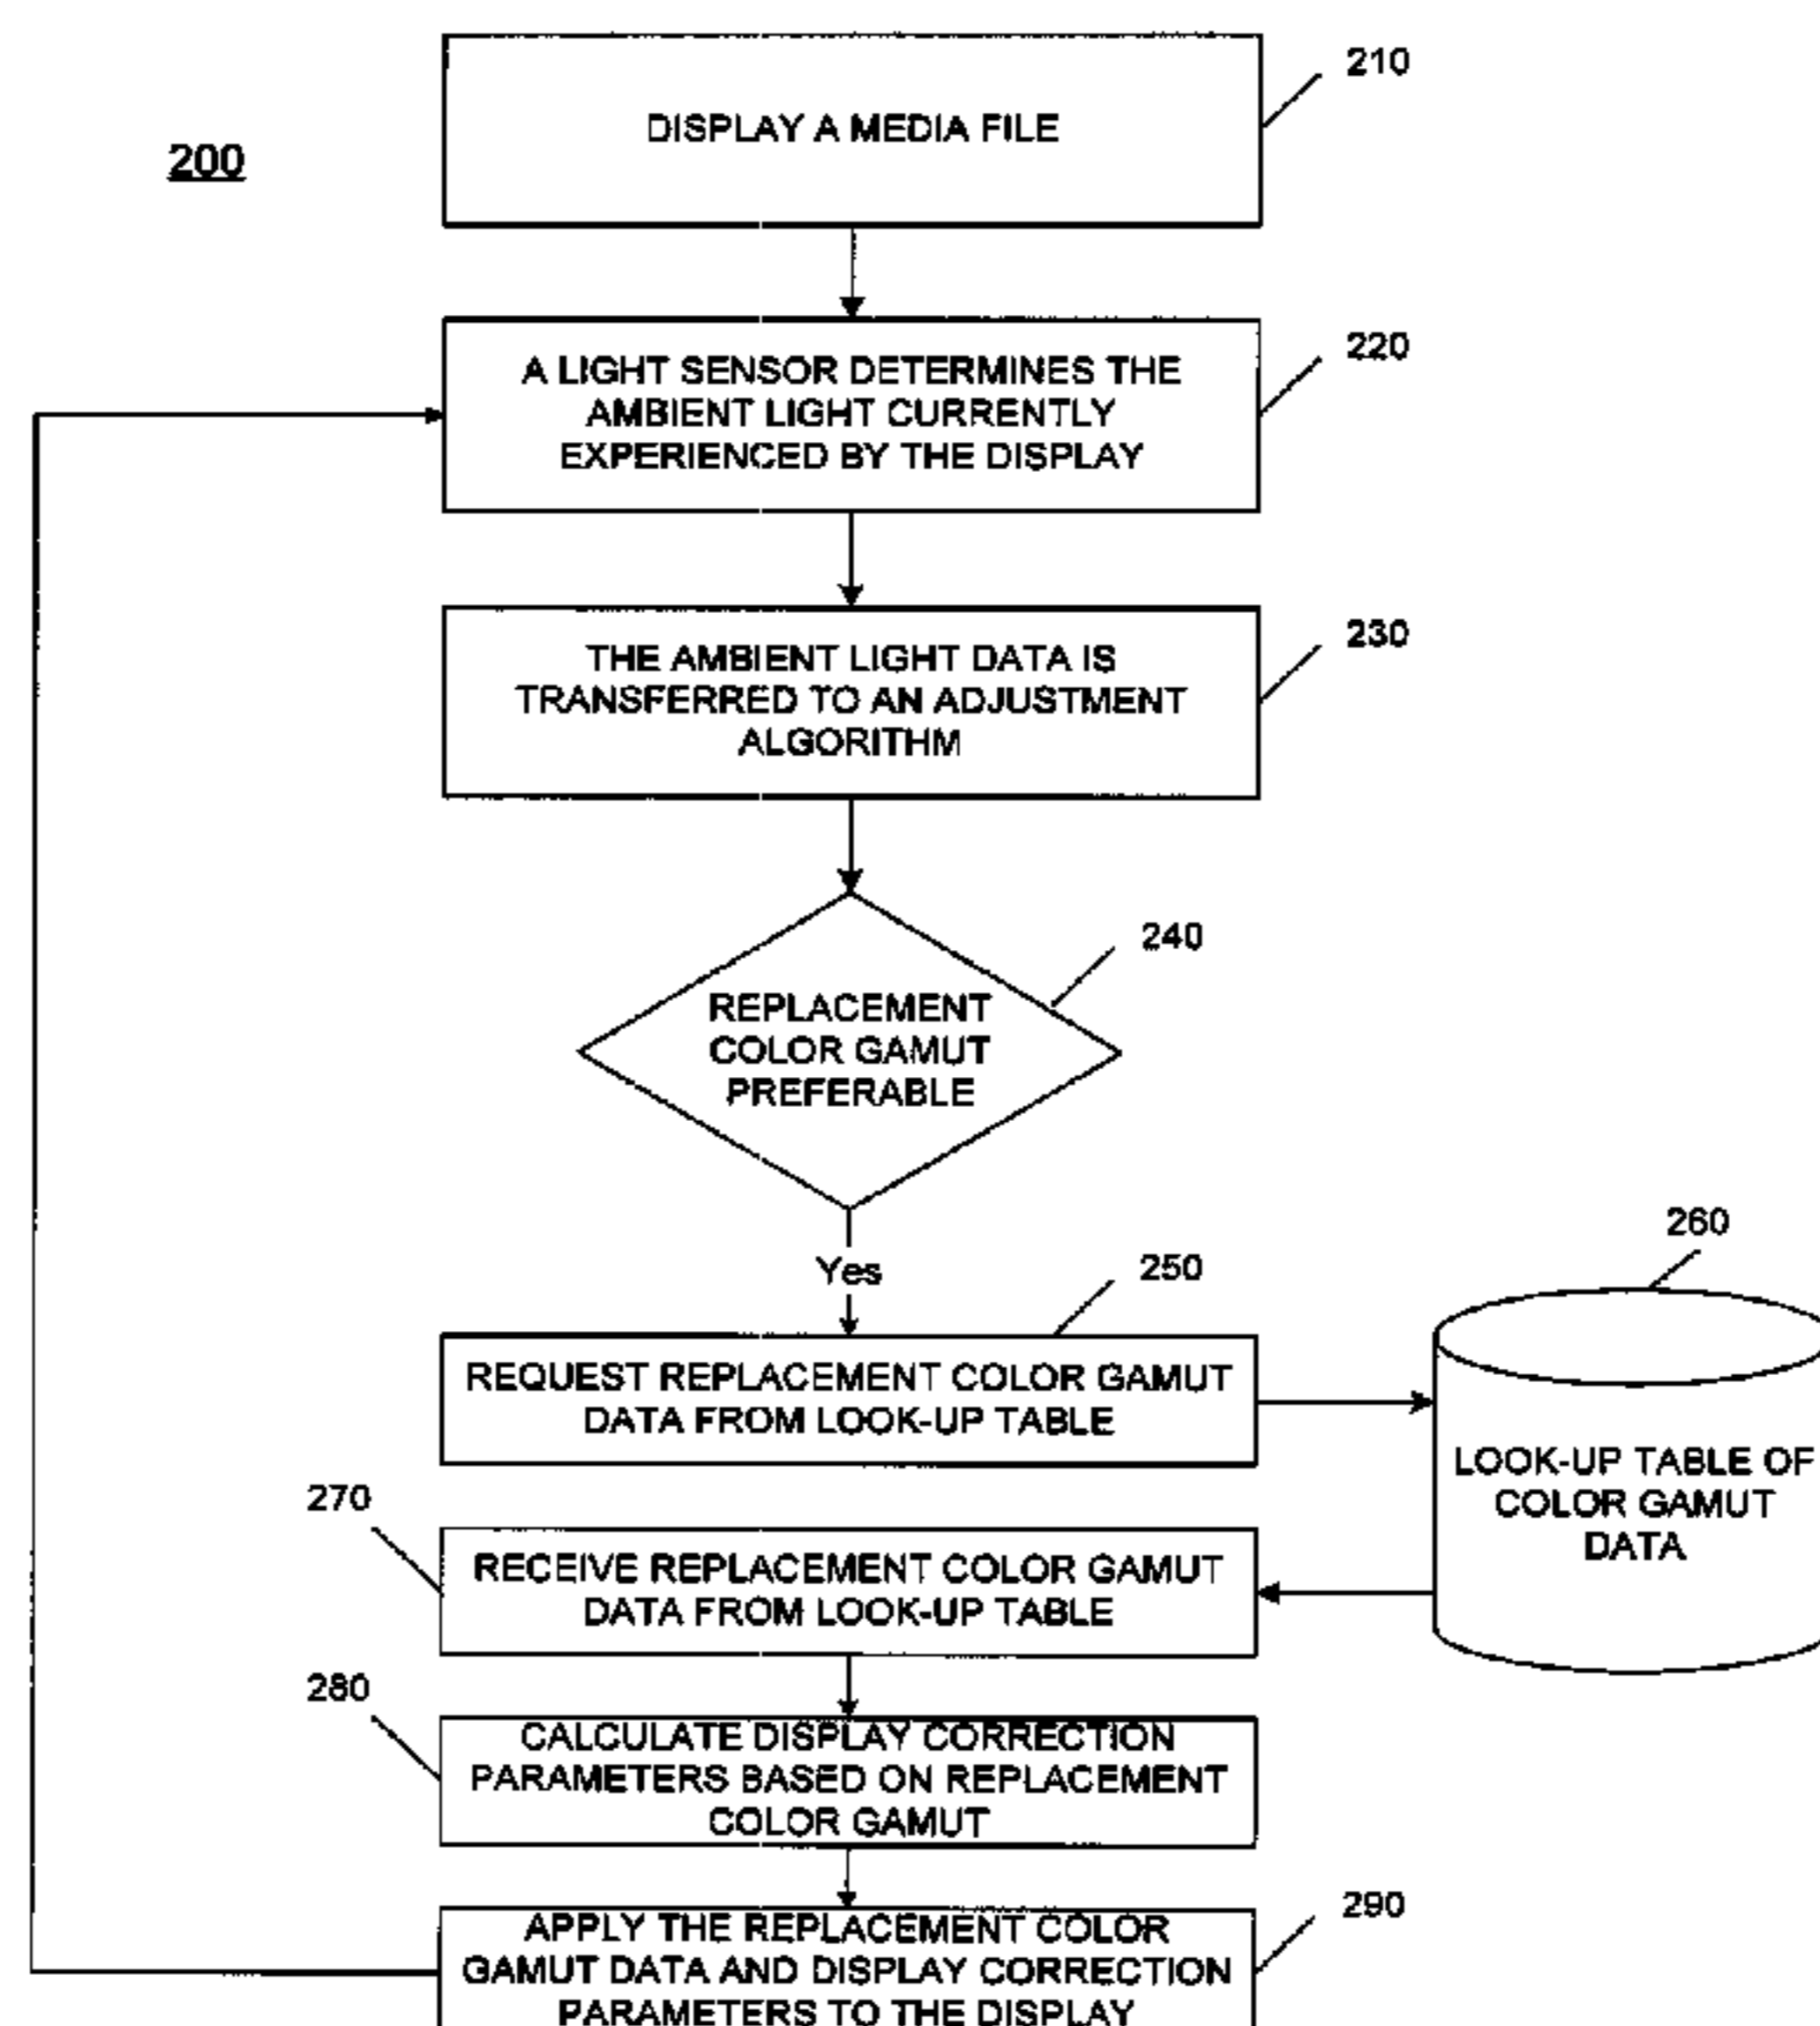 210
DISPLAY A MEDIA FILE
200
220
A LIGHT SENSOR DETERMINES THE
AMBIENT LIGHT CURRENTLY
EXPERIENCED BY THE DISPLAY
230
THE AMBIENT LIGHT DATA IS
TRANSFERRED TO AN ADJUSTMENT
ALGORITHM
240
REPLACEMENT
COLOR GAMUT
PREFERABLE
Yes
250
260
REQUEST REPLACEMENT COLOR GAMUT
DATA FROM LOOK-UP TABLE
LOOK-UP TABLE OF
COLOR GAMUT
DATA
270
RECEIVE REPLACEMENT COLOR GAMUT
DATA FROM LOOK-UP TABLE
280
CALCULATE DISPLAY CORRECTION
PARAMETERS BASED ON REPLACEMENT
COLOR GAMUT
290
APPLY THE REPLACEMENT COLOR
GAMUT DATA AND DISPLAY CORRECTION
PARAMETERS TO THE DISPLAY